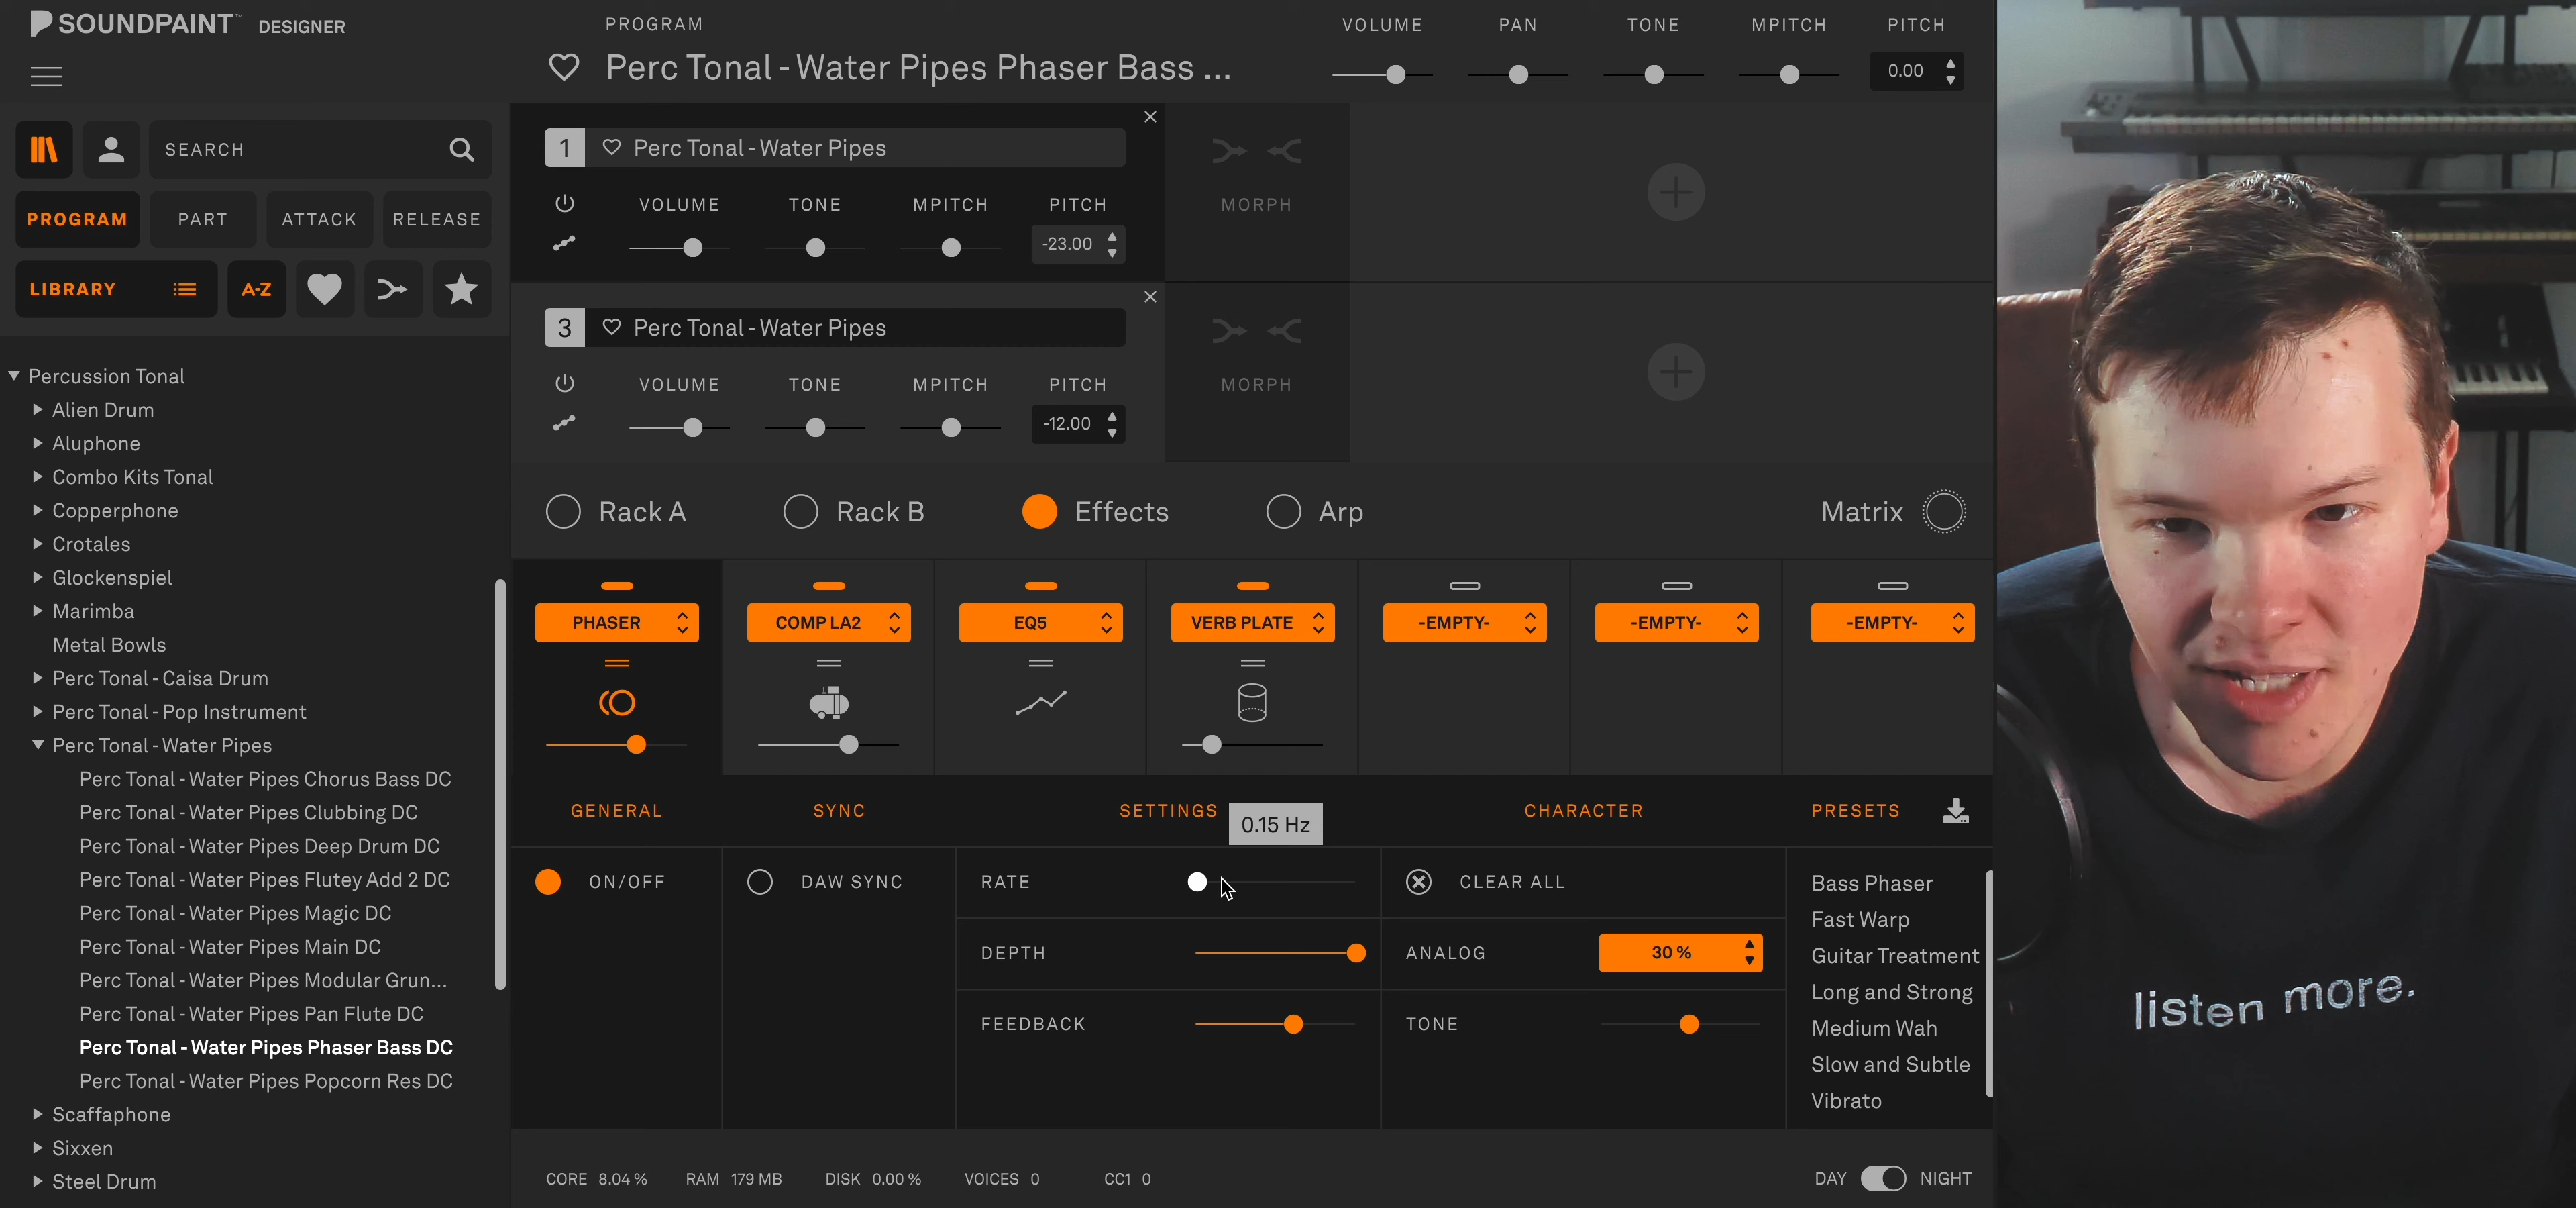 SOUNDPAINT™ DESIGNER
SEARCH
PROGRAM PART ATTACK RELEASE
LIBRARY A-Z
Percussion Tonal
Alien Drum
Aluphone
Combo Kits Tonal
Copperphone
Crotales
Glockenspiel
Marimba
Metal Bowls
Perc Tonal - Caisa Drum
Perc Tonal - Pop Instrument
Perc Tonal - Water Pipes
Perc Tonal - Water Pipes Chorus Bass DC
Perc Tonal - Water Pipes Clubbing DC
Perc Tonal - Water Pipes Deep Drum DC
Perc Tonal - Water Pipes Flutey Add 2 DC
Perc Tonal - Water Pipes Magic DC
Perc Tonal - Water Pipes Main DC
Perc Tonal - Water Pipes Modular Grun...
Perc Tonal - Water Pipes Pan Flute DC
Perc Tonal - Water Pipes Phaser Bass DC
Perc Tonal - Water Pipes Popcorn Res DC
Scaffaphone
Sixxen
Steel Drum
PROGRAM
Perc Tonal - Water Pipes Phaser Bass ...
VOLUME PAN TONE MPITCH PITCH
0.00
1 Perc Tonal - Water Pipes
VOLUME TONE MPITCH PITCH
-23.00
MORPH
3 Perc Tonal - Water Pipes
VOLUME TONE MPITCH PITCH
-12.00
MORPH
Rack A Rack B Effects Arp Matrix
PHASER COMP LA2 EQ5 VERB PLATE -EMPTY- -EMPTY- -EMPTY-
GENERAL SYNC SETTINGS CHARACTER PRESETS
0.15 Hz
ON/OFF DAW SYNC RATE CLEAR ALL
DEPTH ANALOG 30 %
FEEDBACK TONE
Bass Phaser
Fast Warp
Guitar Treatment
Long and Strong
Medium Wah
Slow and Subtle
Vibrato
CORE 8.04 % RAM 179 MB DISK 0.00 % VOICES 0 CC1 0
DAY NIGHT
listen more.